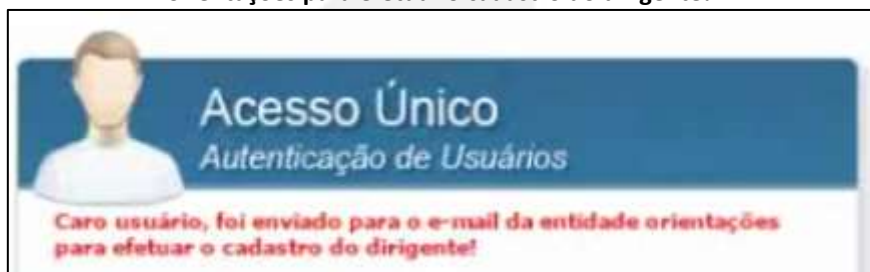 Acesso Único
Autenticação de Usuários
Caro usuário, foi enviado para o e-mail da entidade orientações
para efetuar o cadastro do dirigente!